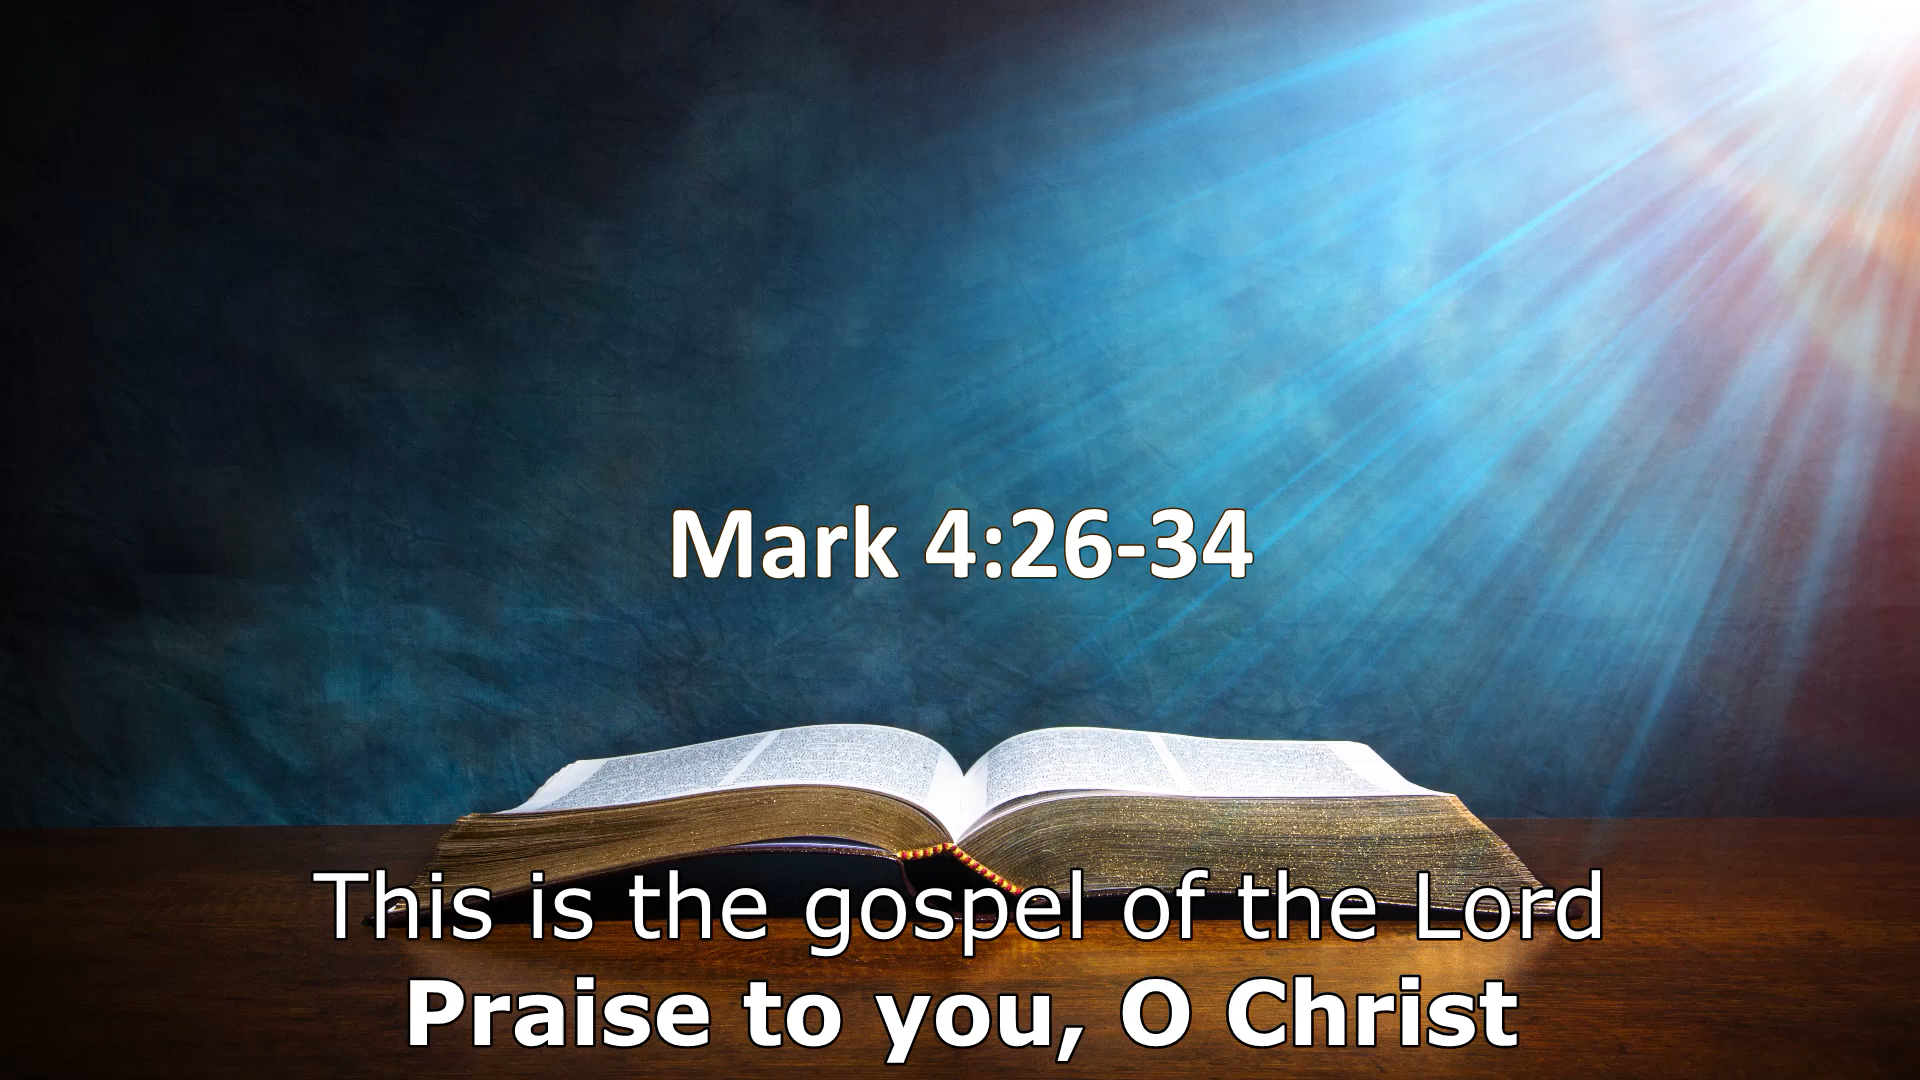 Mark 4:26-34
This is the gospel of the Lord
Praise to you, O Christ